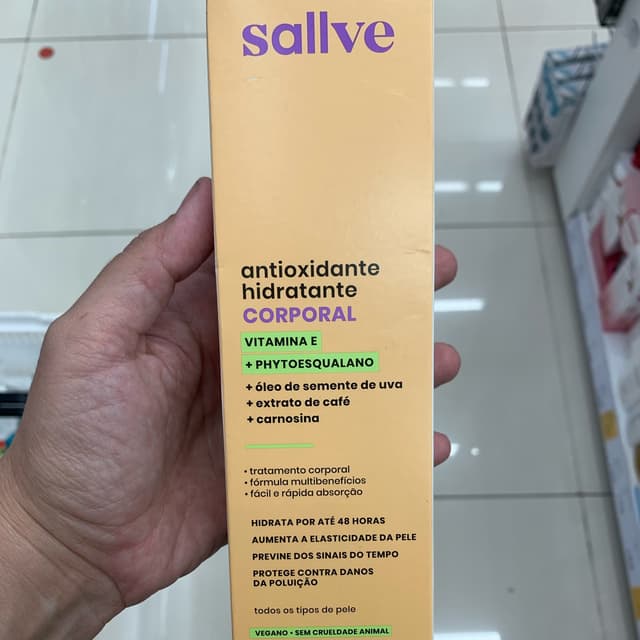 sallve
antioxidante
hidratante
CORPORAL
VITAMINA E
+ PHYTOESQUALANO
+ óleo de semente de uva
+ extrato de café
+ carnosina
• tratamento corporal
• fórmula multibenefícios
• fácil e rápida absorção
HIDRATA POR ATÉ 48 HORAS
AUMENTA A ELASTICIDADE DA PELE
PREVINE DOS SINAIS DO TEMPO
PROTEGE CONTRA DANOS
DA POLUIÇÃO
todos os tipos de pele
VEGANO • SEM CRUELDADE ANIMAL